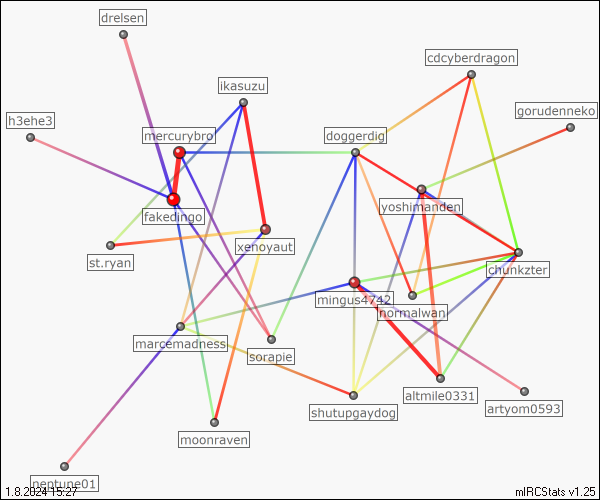 drelsen
cdcyberdragon
ikasuzu
gorudenneko
h3ehe3
mercurybro
doggerdig
yoshimanden
fakedingo
xenoyaut
st.ryan
chunkzter
mingus4742
normalwan
marcemadness
sorapie
altmile0331
artyom0593
shutupgaydog
moonraven
neptune01
1.8.2024 15:27
mIRCStats v1.25